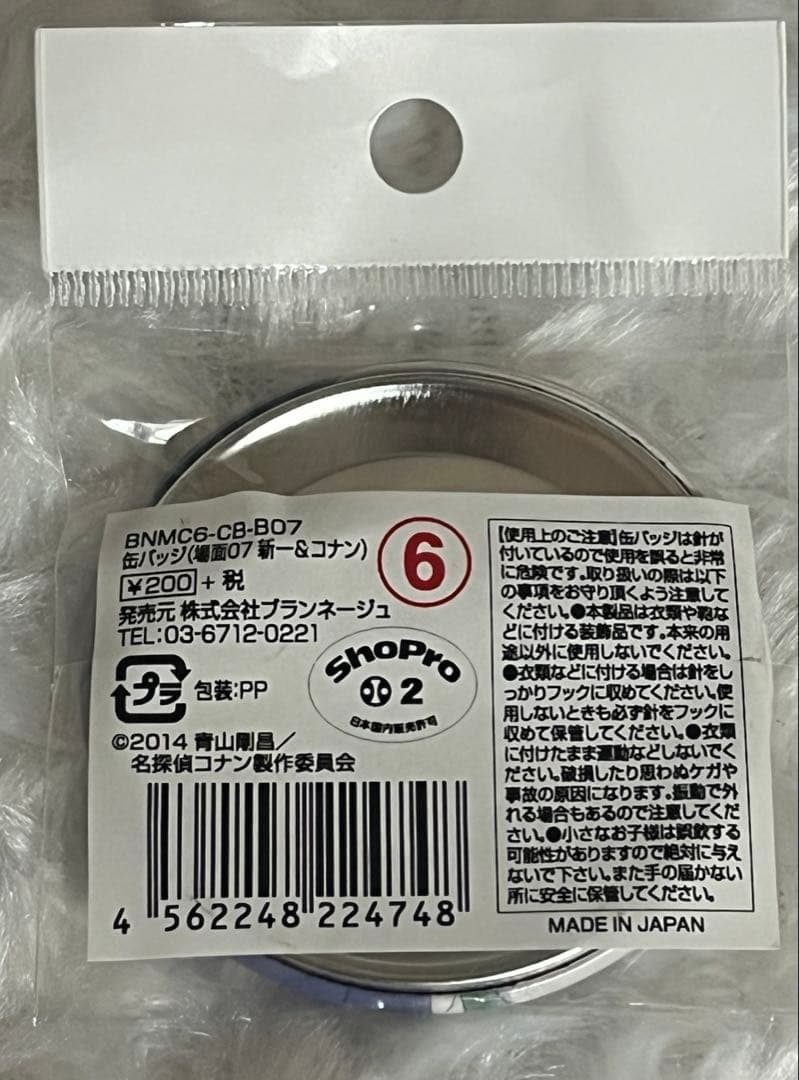 BNMC6-CB-B07
缶バッジ(場面07 新一&コナン)
¥200 + 税
発売元 株式会社ブランネージュ
TEL:03-6712-0221
6
プラ 包装:PP
ShoPro
2
日本国内販売許可
©2014 青山剛昌/
名探偵コナン製作委員会
4 562248 224748
【使用上のご注意】缶バッジは針が
付いているので使用を誤ると非常
に危険です。取り扱いの際は以下
の事項をお守り頂くよう注意して
ください。●本製品は衣類や鞄な
どに付ける装飾品です。本来の用
途以外に使用しないでください。
●衣類などに付ける場合は針をし
っかりフックに収めてください。使
用しないときも必ず針をフックに
収めて保管してください。●衣類
に付けたまま運動などしないでく
ださい。破損したり思わぬケガや
事故の原因になります。振動で外
れる場合もあるので注意してくだ
さい。●小さなお子様は誤飲する
可能性がありますので絶対に与え
ないで下さい。また手の届かない
所に安全に保管してください。
MADE IN JAPAN